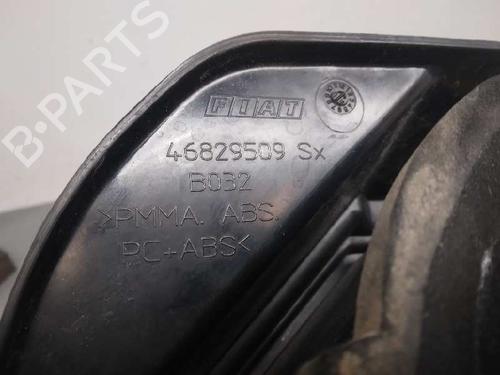 B-PARTS
FIAT
46829509 Sx
B032
>PMMA. ABS.
PC+ABS<